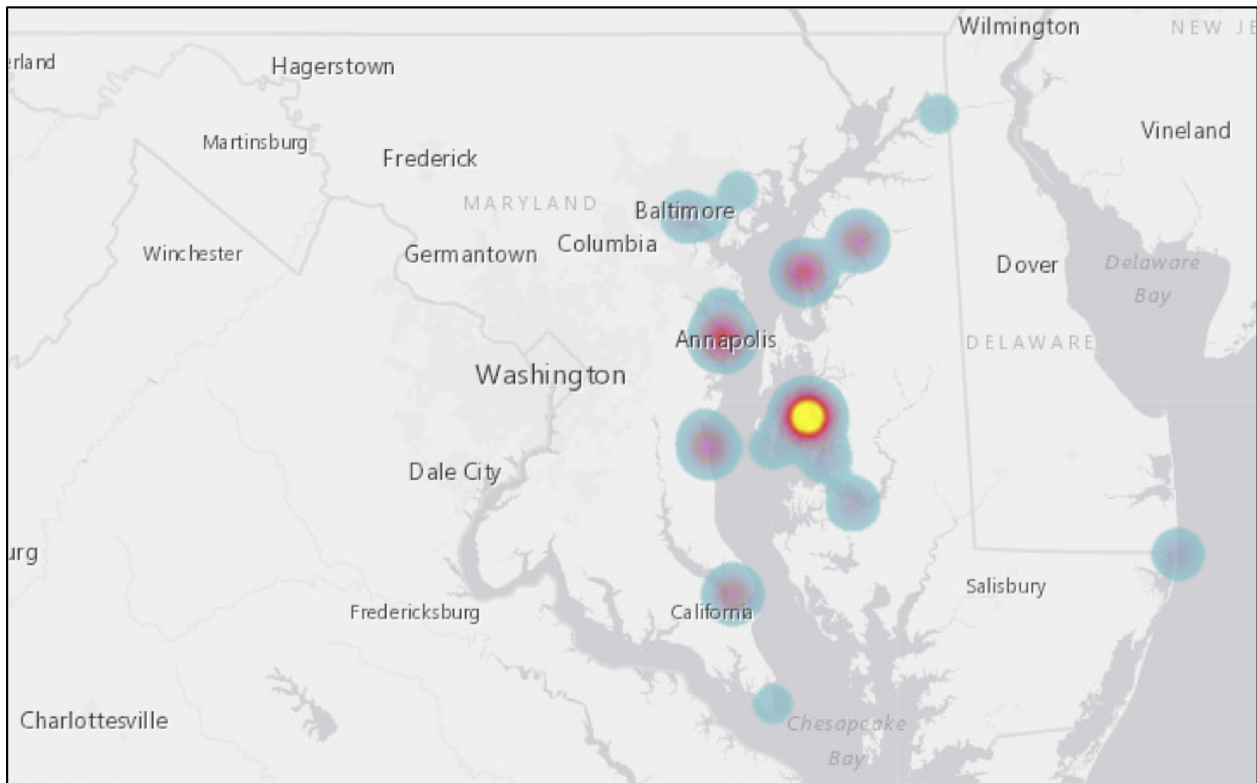 Wilmington
NEW JE
erland
Hagerstown
Vineland
Martinsburg
Frederick
MARYLAND
Baltimore
Columbia
Winchester
Germantown
Dover
Delaware
Bay
Annapolis
DELAWARE
Washington
Dale City
urg
Salisbury
Fredericksburg
California
Charlottesville
Chesapeake
Bay